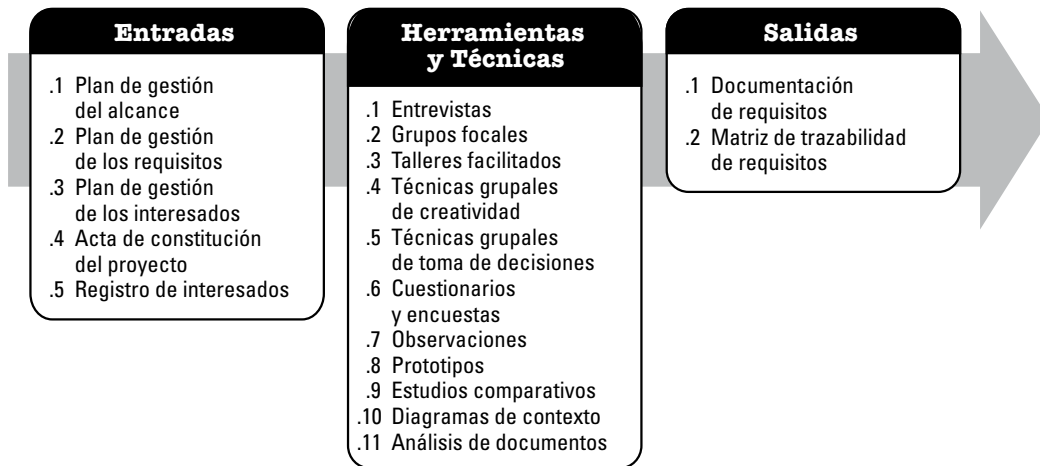 Entradas
.1 Plan de gestión
del alcance
.2 Plan de gestión
de los requisitos
.3 Plan de gestión
de los interesados
.4 Acta de constitución
del proyecto
.5 Registro de interesados
Herramientas
y Técnicas
.1 Entrevistas
.2 Grupos focales
.3 Talleres facilitados
.4 Técnicas grupales
de creatividad
.5 Técnicas grupales
de toma de decisiones
.6 Cuestionarios
y encuestas
.7 Observaciones
.8 Prototipos
.9 Estudios comparativos
.10 Diagramas de contexto
.11 Análisis de documentos
Salidas
.1 Documentación
de requisitos
.2 Matriz de trazabilidad
de requisitos